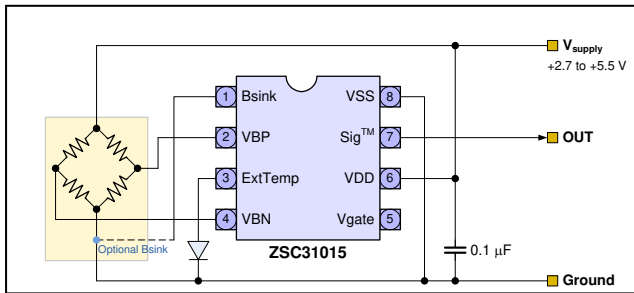 Vsupply
+2.7 to +5.5 V
1 Bsink VSS 8
2 VBP Sig™ 7 OUT
3 ExtTemp VDD 6
4 VBN Vgate 5
Optional Bsink
ZSC31015
0.1 µF
Ground